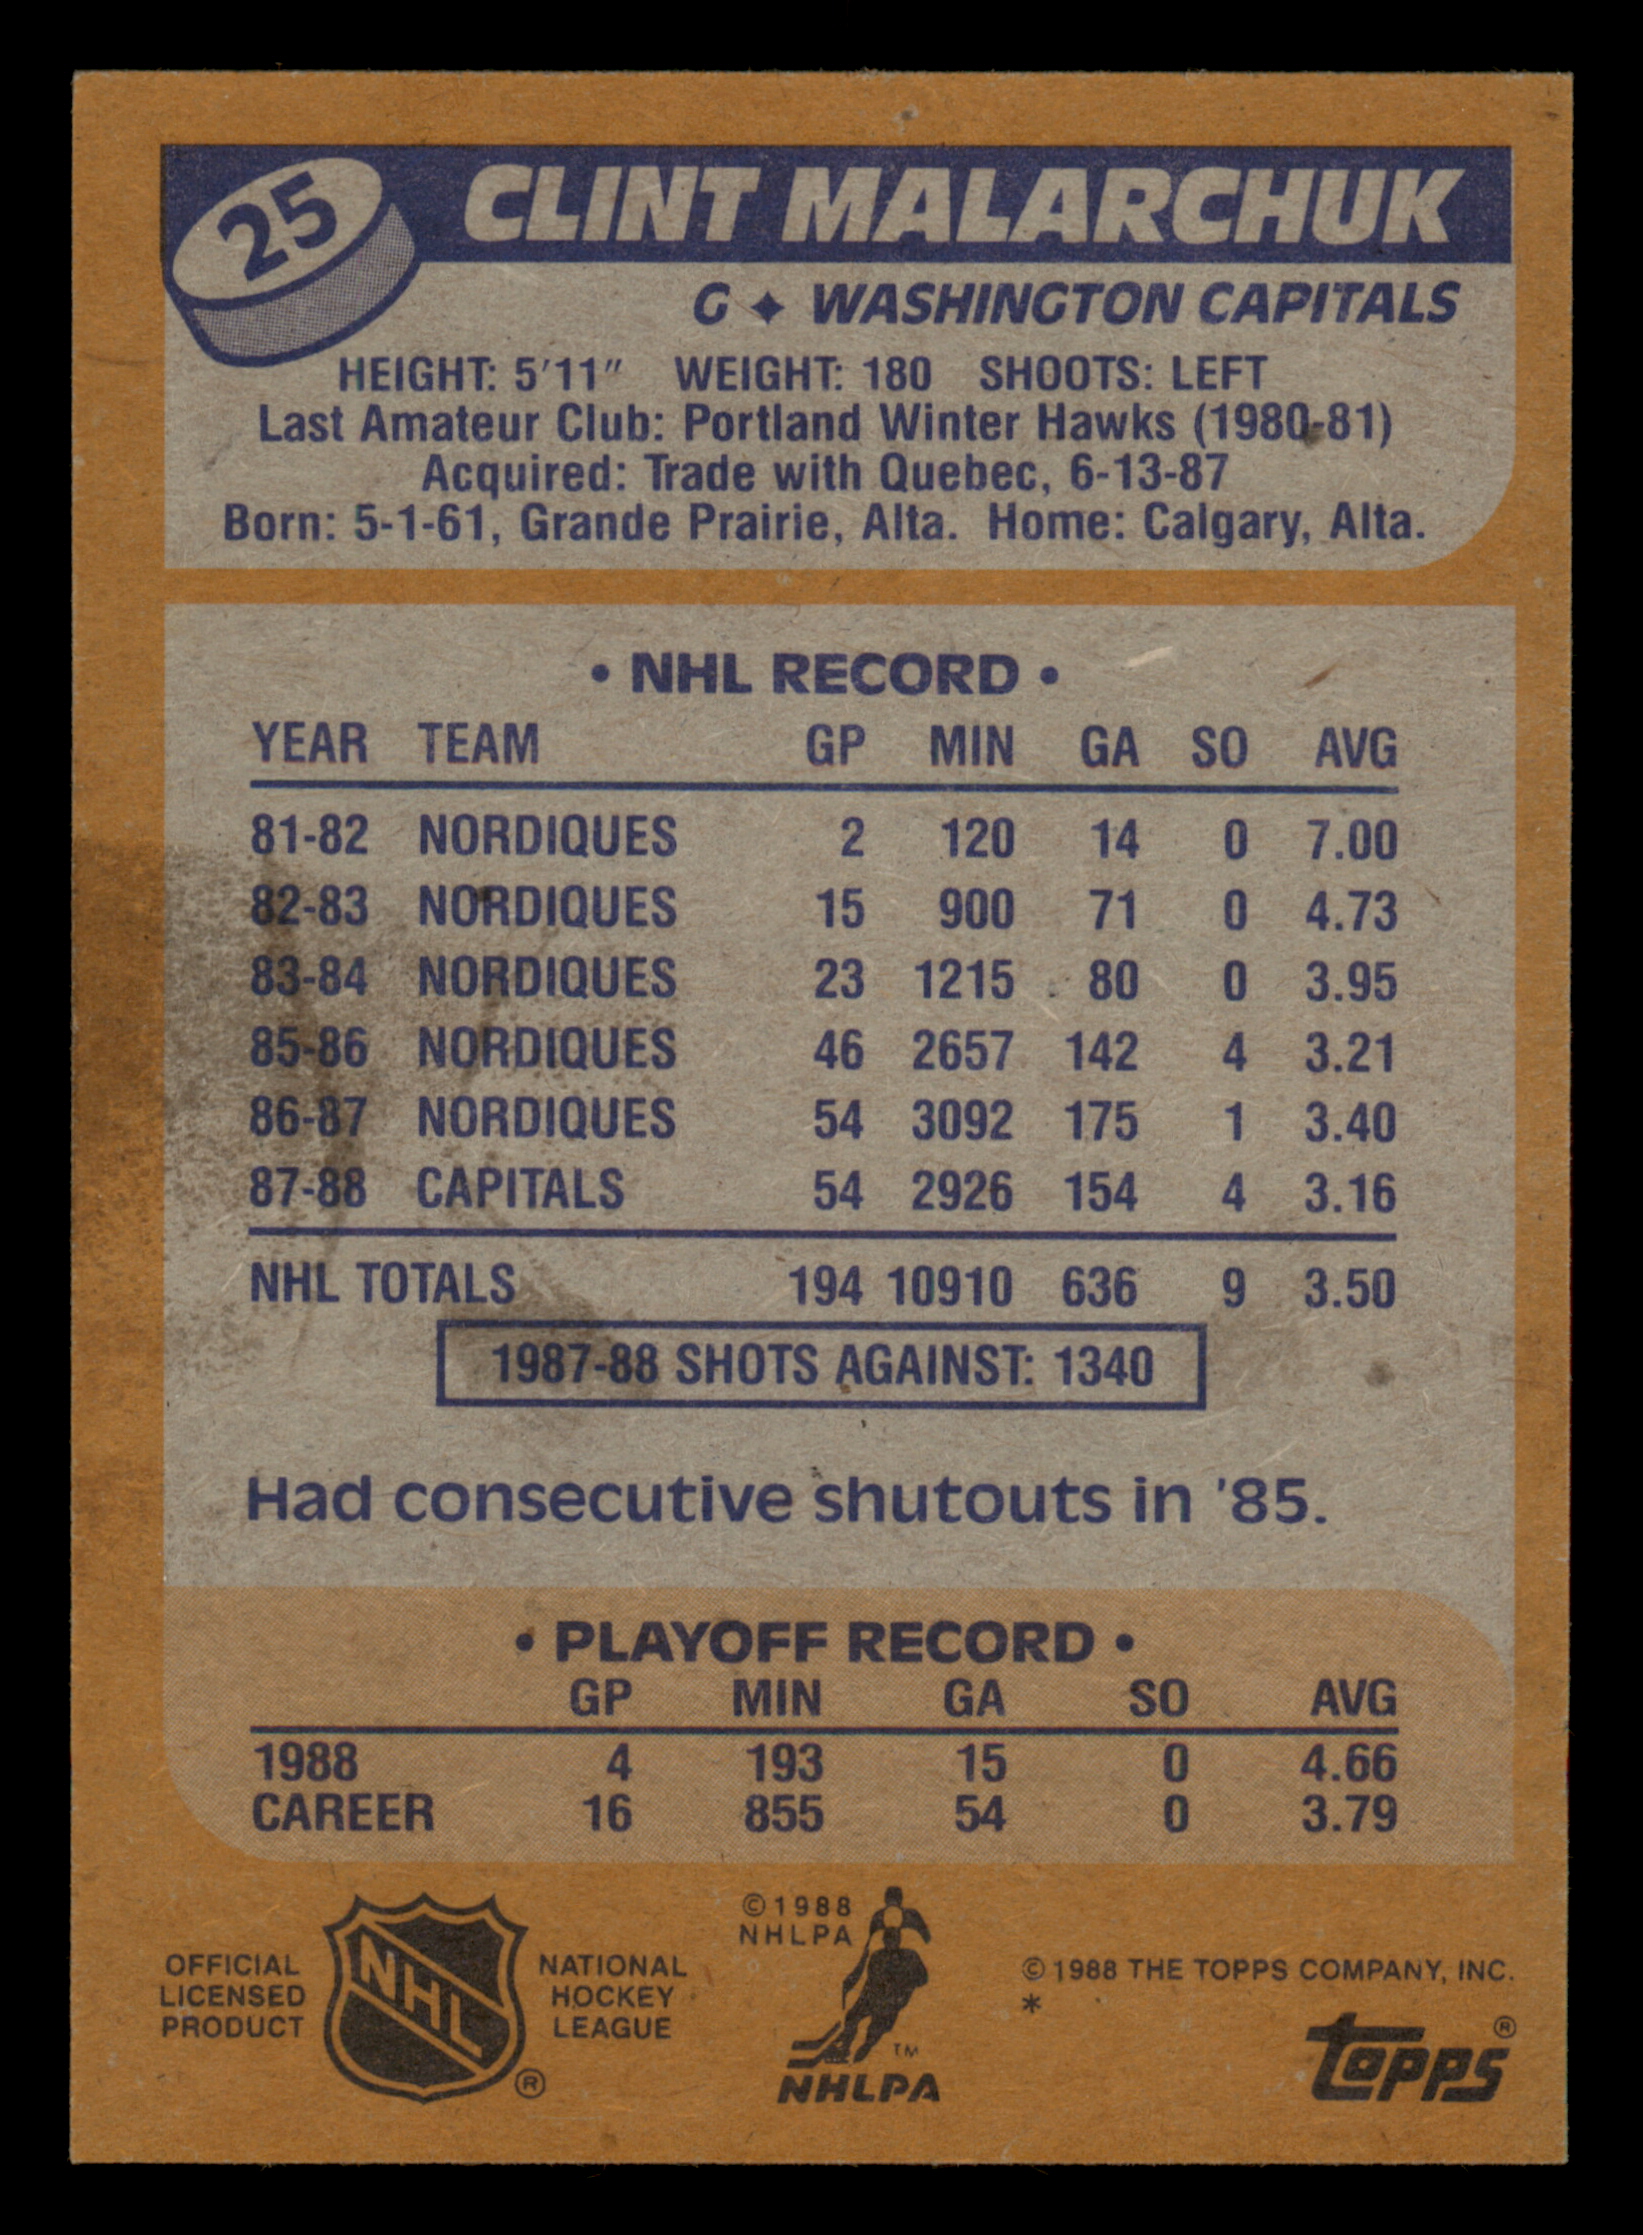 25
CLINT MALARCHUK
G ✦ WASHINGTON CAPITALS
HEIGHT: 5'11" WEIGHT: 180 SHOOTS: LEFT
Last Amateur Club: Portland Winter Hawks (1980-81)
Acquired: Trade with Quebec, 6-13-87
Born: 5-1-61, Grande Prairie, Alta. Home: Calgary, Alta.
• NHL RECORD •
YEAR TEAM GP MIN GA SO AVG
81-82 NORDIQUES 2 120 14 0 7.00
82-83 NORDIQUES 15 900 71 0 4.73
83-84 NORDIQUES 23 1215 80 0 3.95
85-86 NORDIQUES 46 2657 142 4 3.21
86-87 NORDIQUES 54 3092 175 1 3.40
87-88 CAPITALS 54 2926 154 4 3.16
NHL TOTALS 194 10910 636 9 3.50
1987-88 SHOTS AGAINST: 1340
Had consecutive shutouts in '85.
• PLAYOFF RECORD •
GP MIN GA SO AVG
1988 4 193 15 0 4.66
CAREER 16 855 54 0 3.79
OFFICIAL
LICENSED
PRODUCT
NHL
®
NATIONAL
HOCKEY
LEAGUE
©1988
NHLPA
TM
NHLPA
© 1988 THE TOPPS COMPANY, INC.
*
topps®